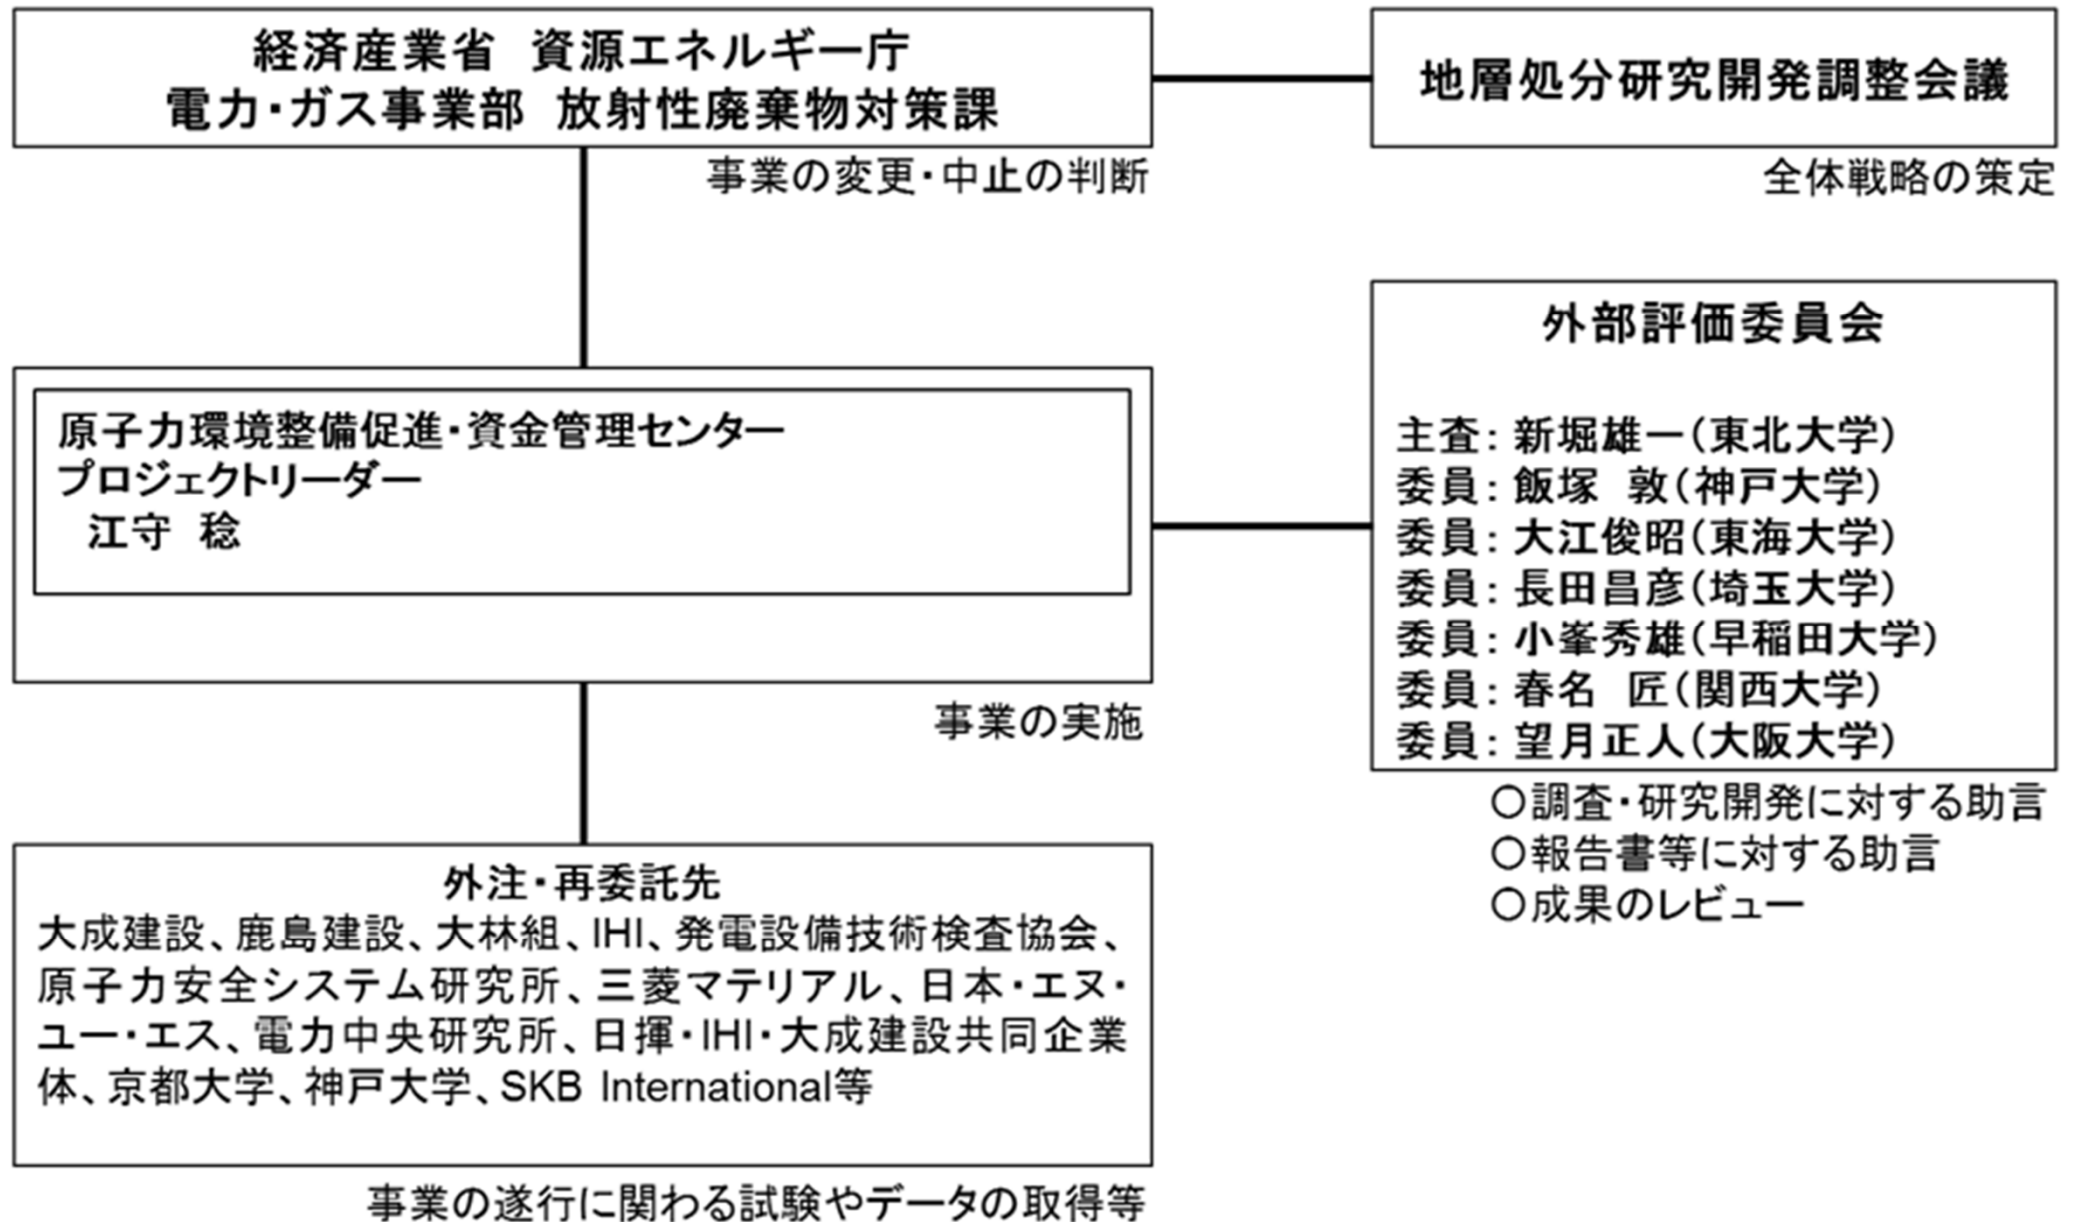 経済産業省　資源エネルギー庁
電力・ガス事業部　放射性廃棄物対策課
事業の変更・中止の判断
地層処分研究開発調整会議
全体戦略の策定
原子力環境整備促進・資金管理センター
プロジェクトリーダー
江守　稔
事業の実施
外部評価委員会
主査：新堀雄一（東北大学）
委員：飯塚　敦（神戸大学）
委員：大江俊昭（東海大学）
委員：長田昌彦（埼玉大学）
委員：小峯秀雄（早稲田大学）
委員：春名　匠（関西大学）
委員：望月正人（大阪大学）
○調査・研究開発に対する助言
○報告書等に対する助言
○成果のレビュー
外注・再委託先
大成建設、鹿島建設、大林組、IHI、発電設備技術検査協会、
原子力安全システム研究所、三菱マテリアル、日本・エヌ・
ユー・エス、電力中央研究所、日揮・IHI・大成建設共同企業
体、京都大学、神戸大学、SKB International等
事業の遂行に関わる試験やデータの取得等